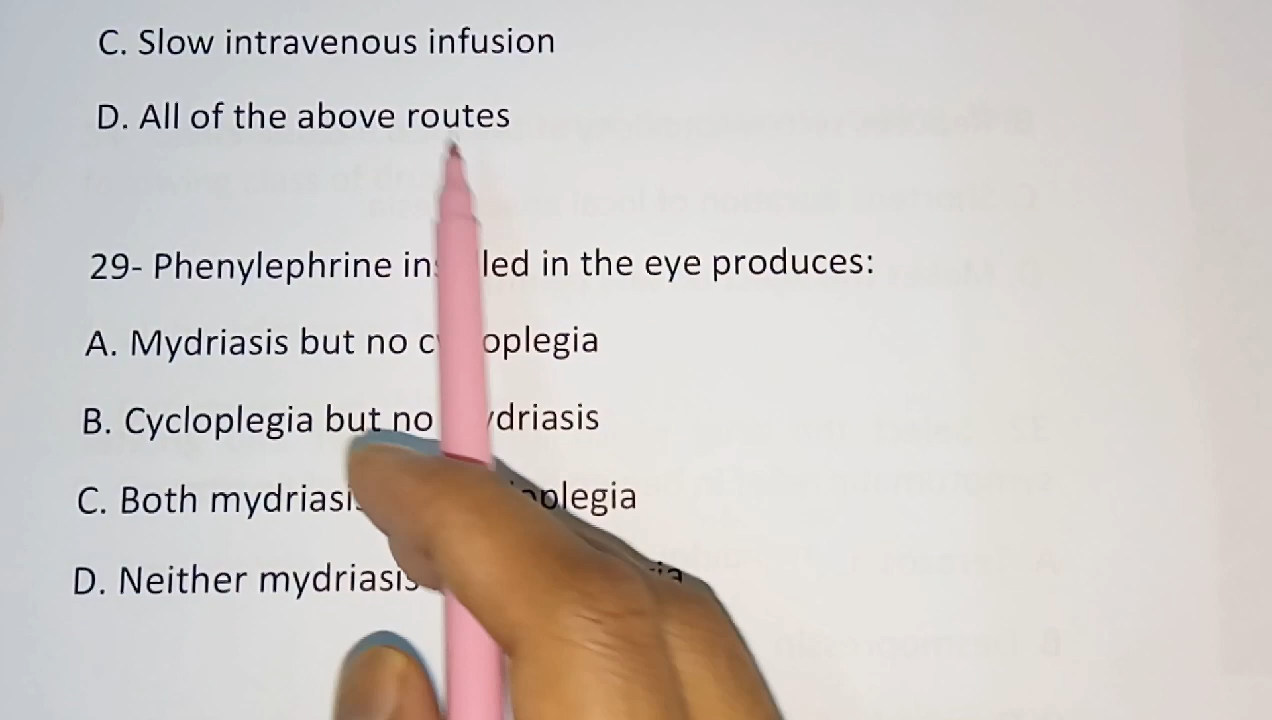 C. Slow intravenous infusion
D. All of the above routes
29- Phenylephrine in led in the eye produces:
A. Mydriasis but no c oplegia
B. Cycloplegia but no ydriasis
C. Both mydriasi oplegia
D. Neither mydriasis